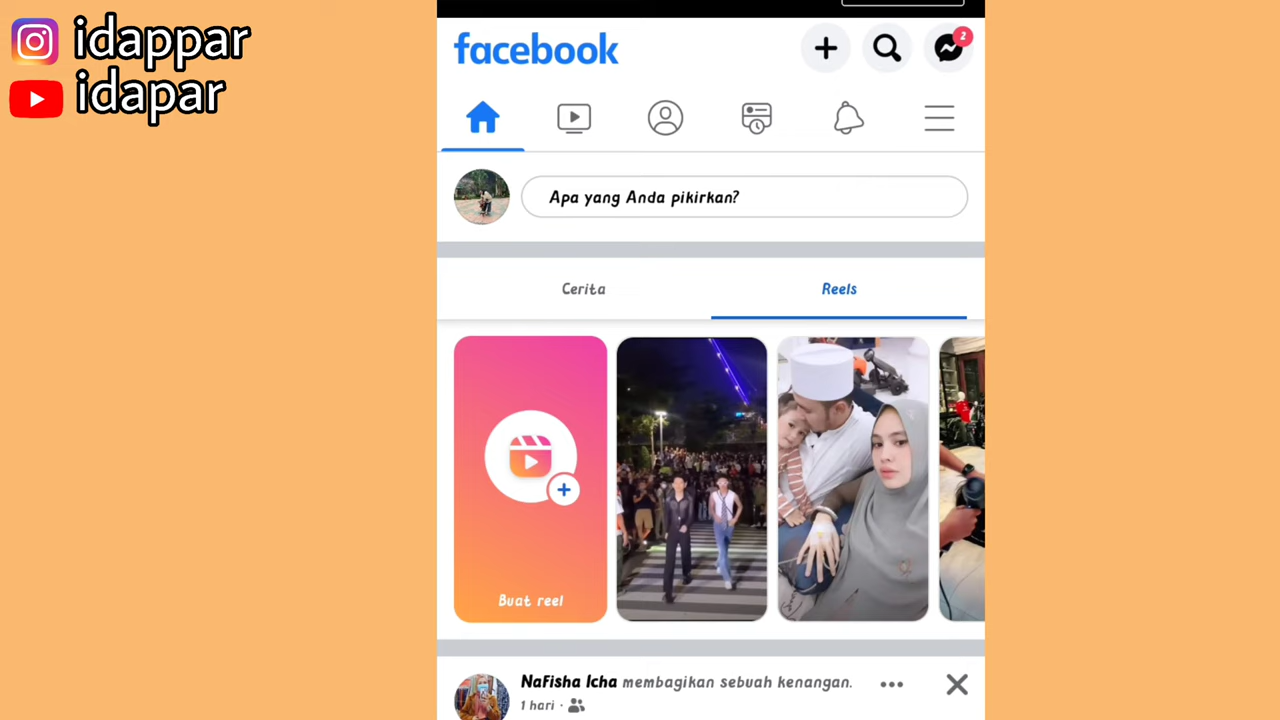 idappar
idapar
facebook
2
Apa yang Anda pikirkan?
Cerita
Reels
Buat reel
NaFisha Icha membagikan sebuah kenangan.
1 hari ·